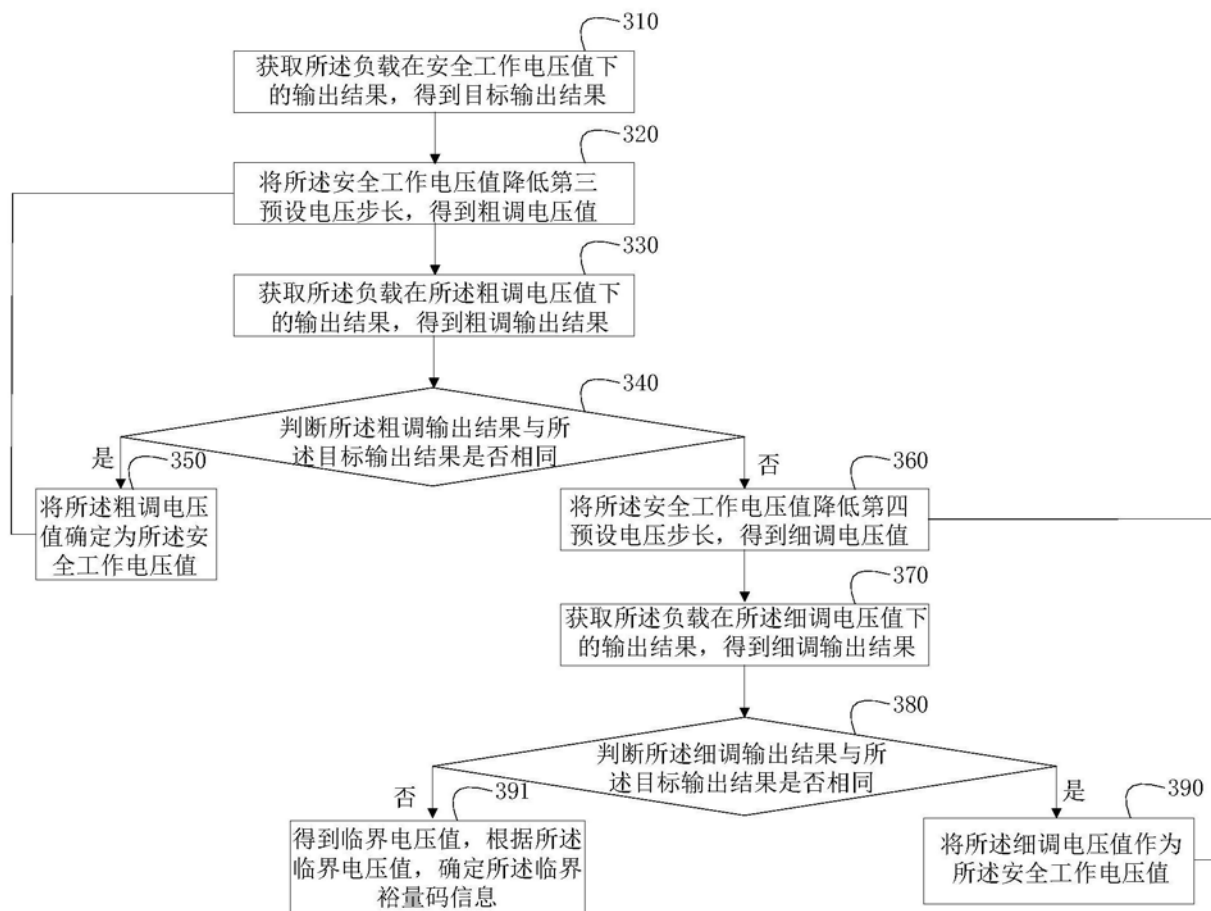 310
获取所述负载在安全工作电压值下
的输出结果，得到目标输出结果
320
将所述安全工作电压值降低第三
预设电压步长，得到粗调电压值
330
获取所述负载在所述粗调电压值下
的输出结果，得到粗调输出结果
340
判断所述粗调输出结果与所
述目标输出结果是否相同
是
350
将所述粗调电压
值确定为所述安
全工作电压值
否
360
将所述安全工作电压值降低第四
预设电压步长，得到细调电压值
370
获取所述负载在所述细调电压值下
的输出结果，得到细调输出结果
380
判断所述细调输出结果与所
述目标输出结果是否相同
否
391
得到临界电压值，根据所述
临界电压值，确定所述临界
裕量码信息
是
390
将所述细调电压值作为
所述安全工作电压值